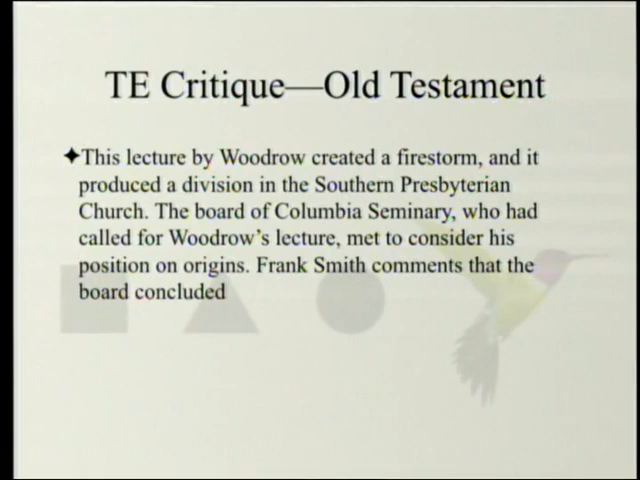 TE Critique—Old Testament
✦This lecture by Woodrow created a firestorm, and it
produced a division in the Southern Presbyterian
Church. The board of Columbia Seminary, who had
called for Woodrow’s lecture, met to consider his
position on origins. Frank Smith comments that the
board concluded